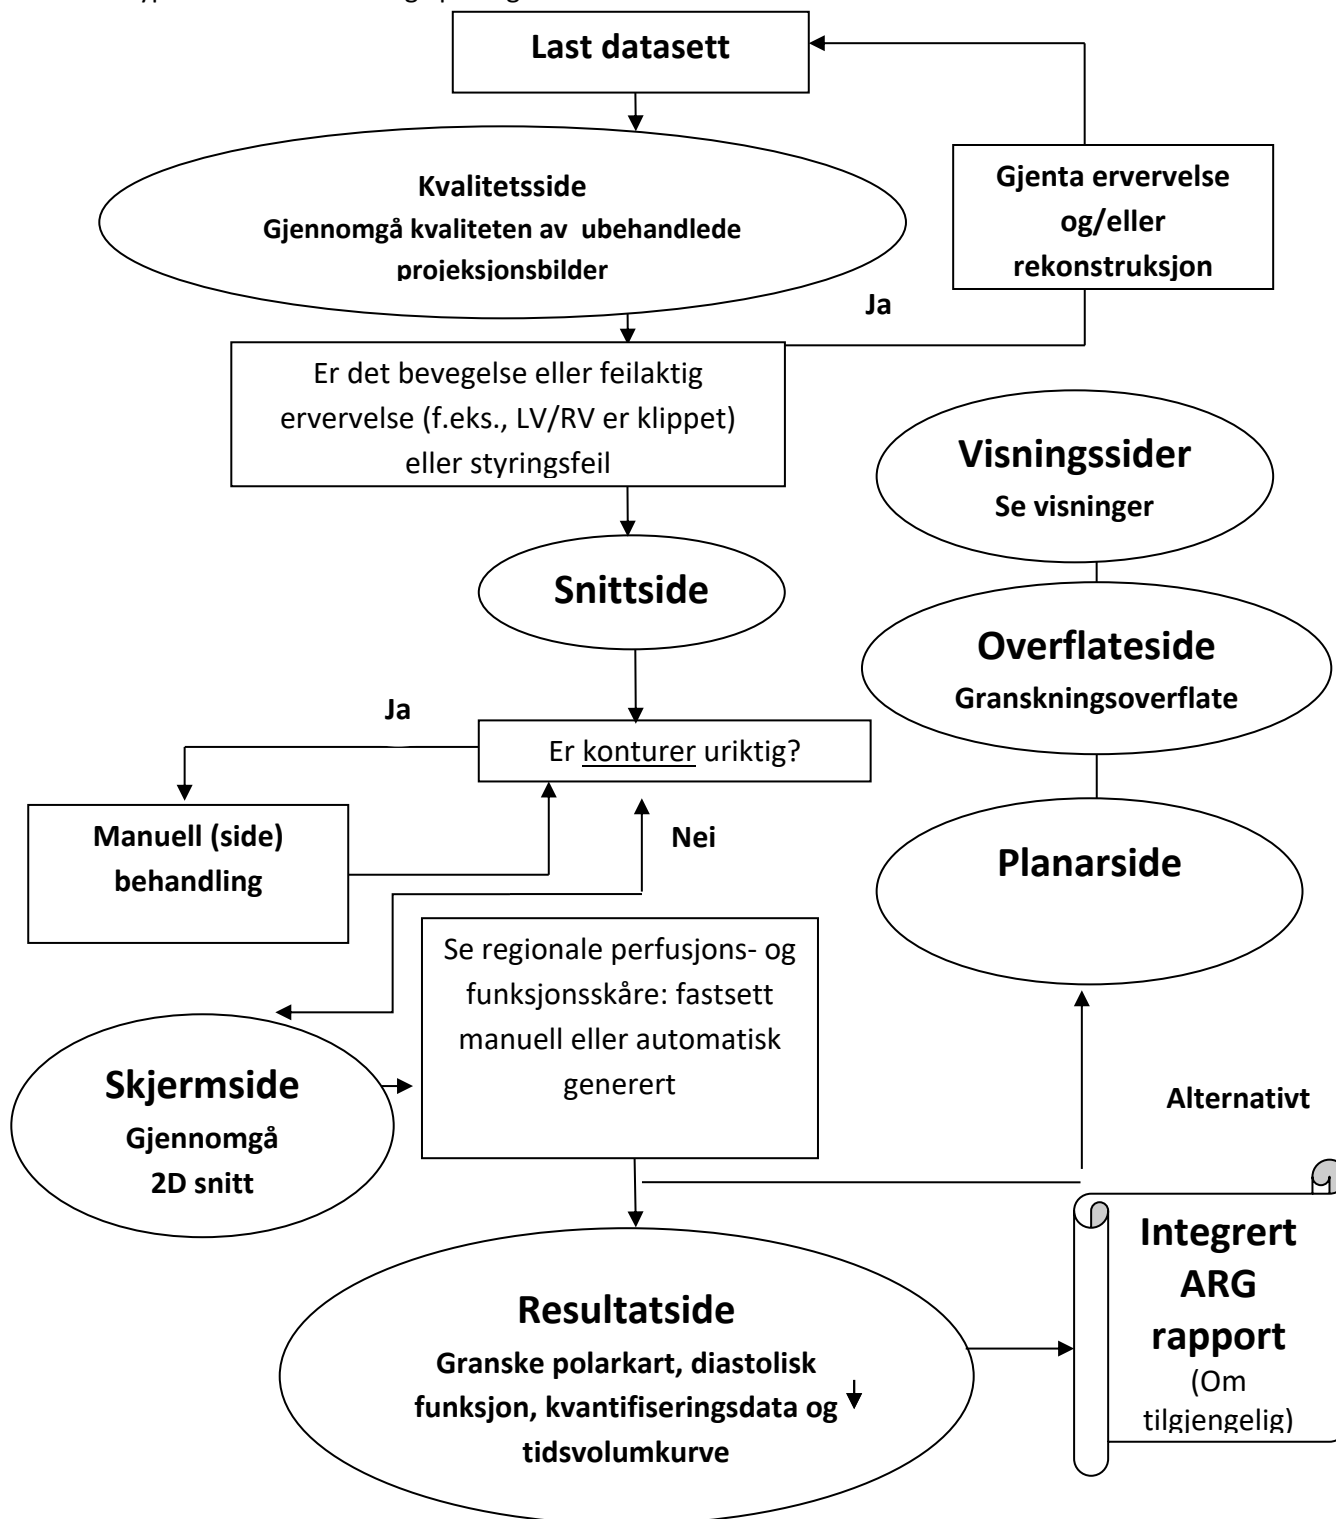 Last datasett
Kvalitetsside
Gjennomgå kvaliteten av ubehandlede
projeksjonsbilder
Gjenta ervervelse
og/eller
rekonstruksjon
Ja
Er det bevegelse eller feilaktig
ervervelse (f.eks., LV/RV er klippet)
eller styringsfeil
Visningssider
Se visninger
Snittside
Overflateside
Granskningsoverflate
Ja
Er konturer uriktig?
Manuell (side)
behandling
Nei
Planarside
Se regionale perfusjons- og
funksjonsskåre: fastsett
manuell eller automatisk
generert
Skjermside
Gjennomgå
2D snitt
Alternativt
Integrert
ARG
rapport
(Om
tilgjengelig)
Resultatside
Granske polarkart, diastolisk
funksjon, kvantifiseringsdata og
tidsvolumkurve